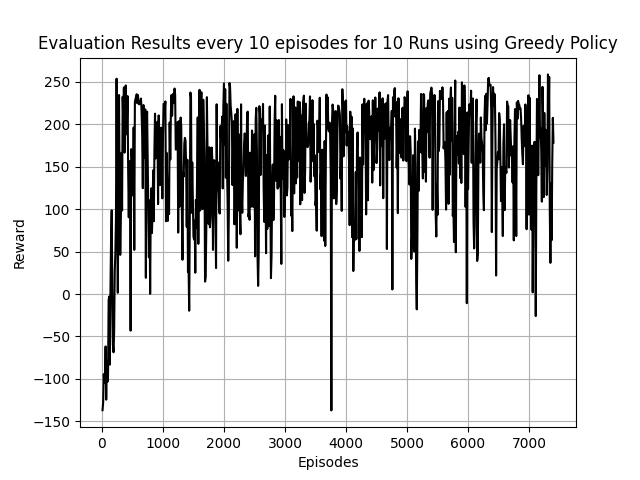 Evaluation Results every 10 episodes for 10 Runs using Greedy Policy
250
200
150
100
50
0
−50
−100
−150
Reward
0 1000 2000 3000 4000 5000 6000 7000
Episodes